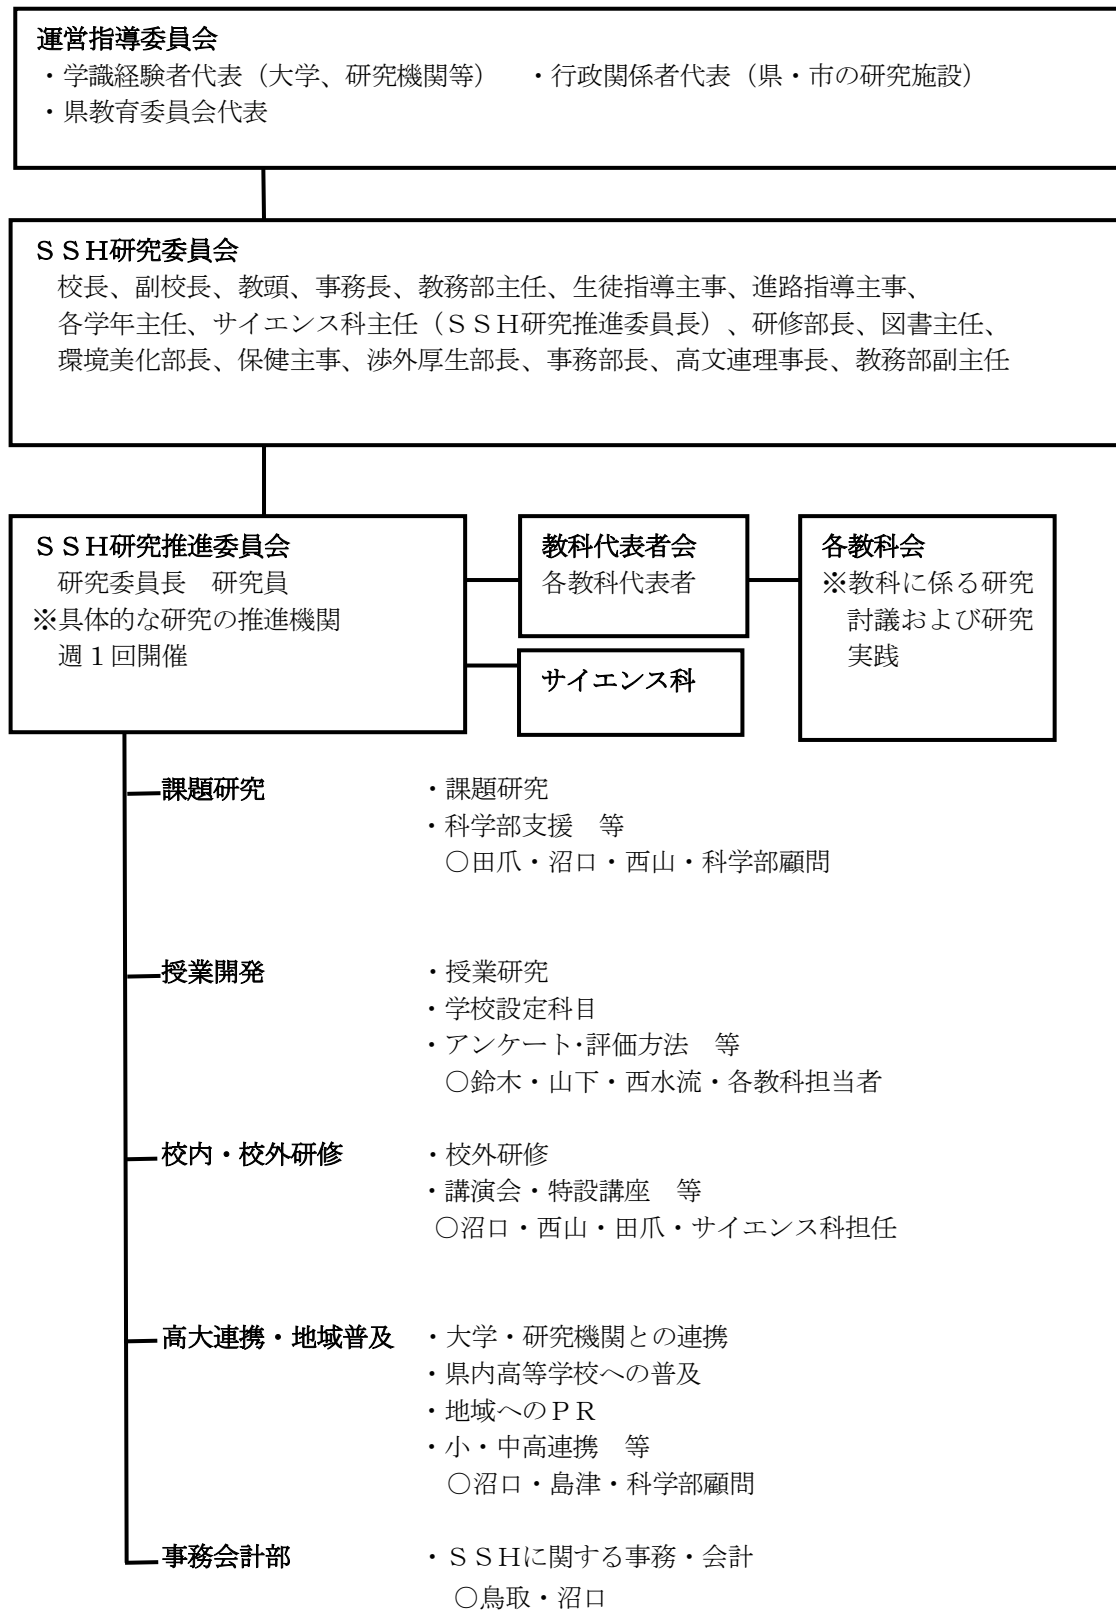 運営指導委員会
・学識経験者代表（大学、研究機関等）　・行政関係者代表（県・市の研究施設）
・県教育委員会代表
ＳＳＨ研究委員会
校長、副校長、教頭、事務長、教務部主任、生徒指導主事、進路指導主事、
各学年主任、サイエンス科主任（ＳＳＨ研究推進委員長）、研修部長、図書主任、
環境美化部長、保健主事、渉外厚生部長、事務部長、高文連理事長、教務部副主任
ＳＳＨ研究推進委員会
研究委員長　研究員
※具体的な研究の推進機関
週１回開催
教科代表者会
各教科代表者
サイエンス科
各教科会
※教科に係る研究
討議および研究
実践
課題研究　・課題研究
・科学部支援　等
○田爪・沼口・西山・科学部顧問
授業開発　・授業研究
・学校設定科目
・アンケート･評価方法　等
○鈴木・山下・西水流・各教科担当者
校内・校外研修　・校外研修
・講演会・特設講座　等
○沼口・西山・田爪・サイエンス科担任
高大連携・地域普及　・大学・研究機関との連携
・県内高等学校への普及
・地域へのＰＲ
・小・中高連携　等
○沼口・島津・科学部顧問
事務会計部　・ＳＳＨに関する事務・会計
○鳥取・沼口